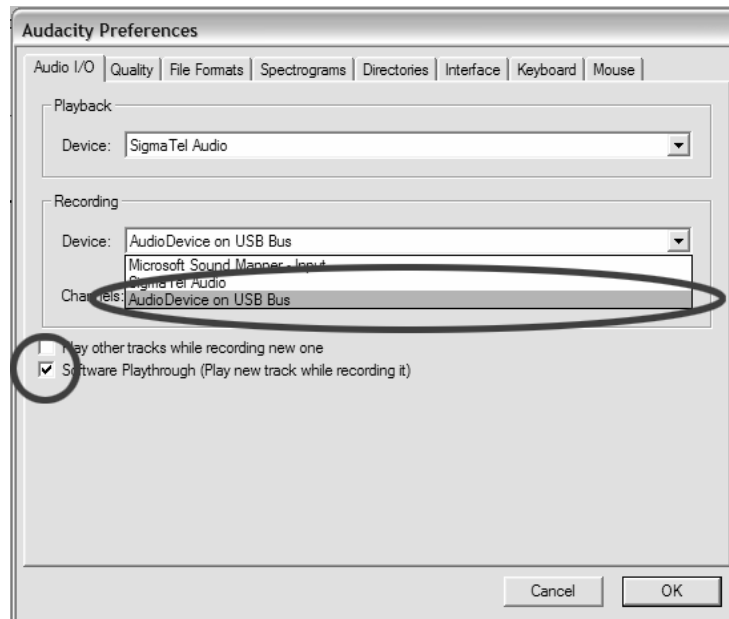 Audacity Preferences
Audio I/O Quality File Formats Spectrograms Directories Interface Keyboard Mouse
Playback
Device: SigmaTel Audio
Recording
Device: AudioDevice on USB Bus
Microsoft Sound Mapper - Input
SigmaTel Audio
Channels: AudioDevice on USB Bus
Play other tracks while recording new one
Software Playthrough (Play new track while recording it)
Cancel OK